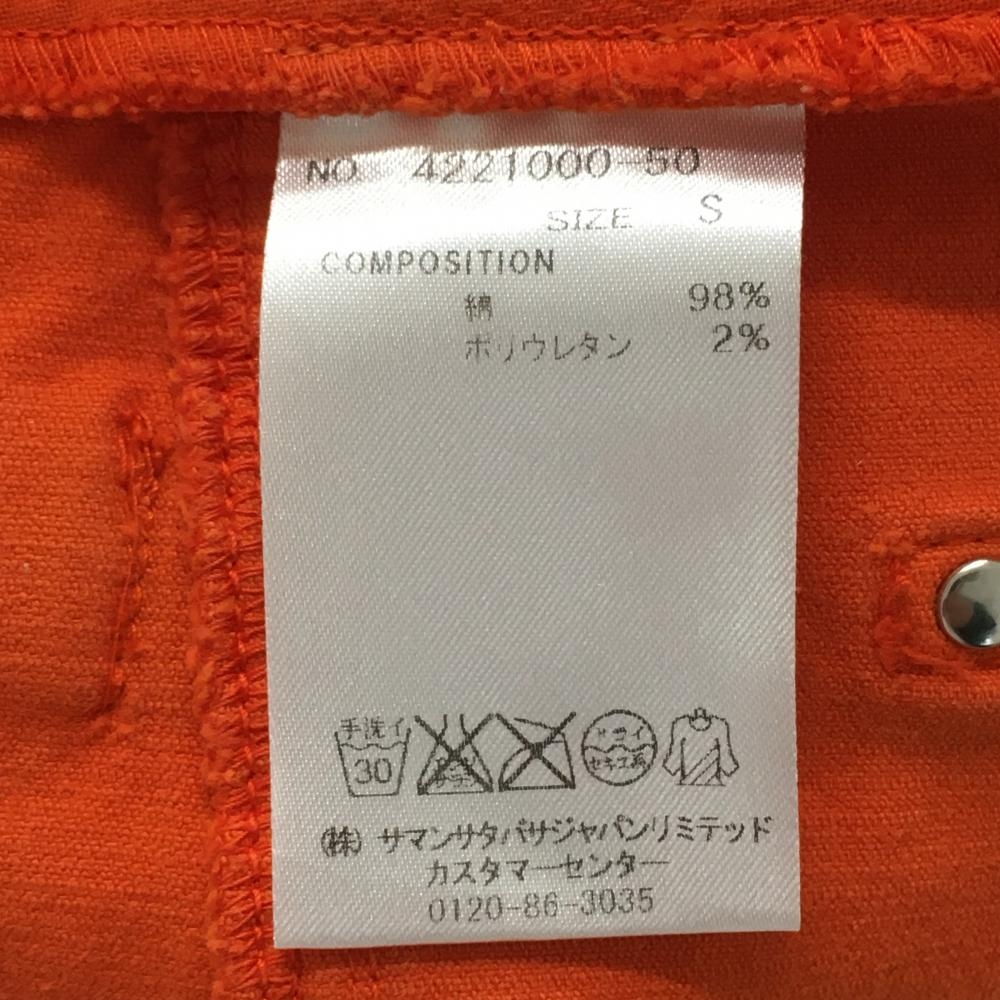 NO. 4221000-50
SIZE S
COMPOSITION
綿 98%
ポリウレタン 2%
手洗イ
30
ドライ
セキユ系
(株) サマンサタバサジャパンリミテッド
カスタマーセンター
0120-86-3035